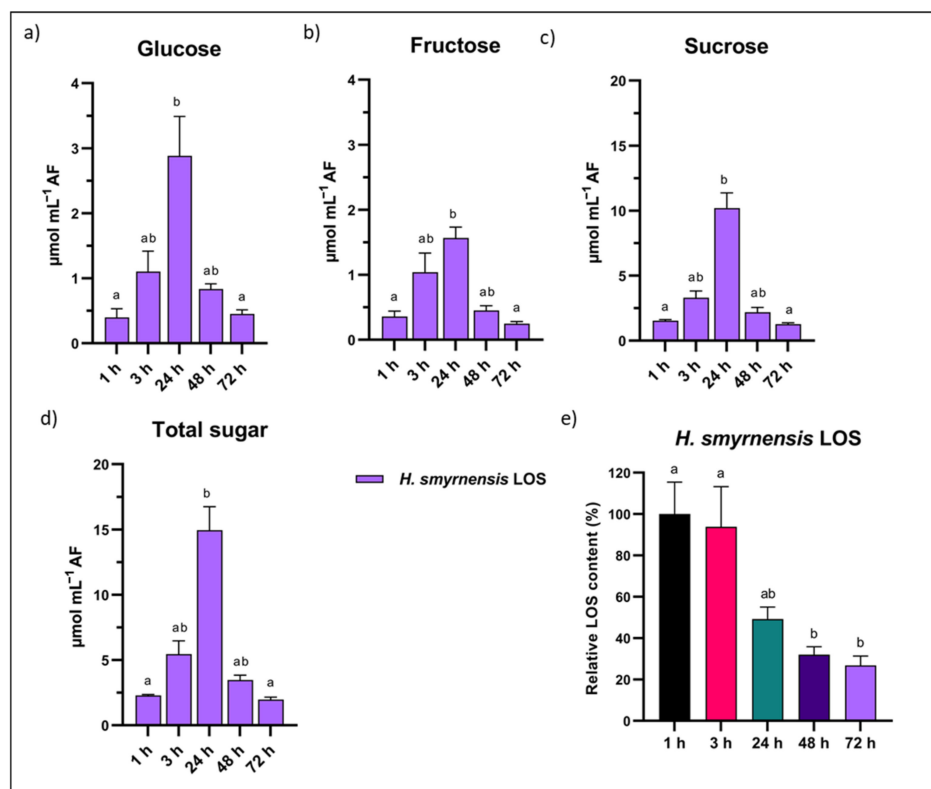 a)
Glucose
µmol mL⁻¹ AF
4
3
2
1
0
a
ab
b
ab
a
1 h
3 h
24 h
48 h
72 h
b)
Fructose
µmol mL⁻¹ AF
4
3
2
1
0
a
ab
b
ab
a
1 h
3 h
24 h
48 h
72 h
c)
Sucrose
µmol mL⁻¹ AF
20
15
10
5
0
a
ab
b
ab
a
1 h
3 h
24 h
48 h
72 h
d)
Total sugar
µmol mL⁻¹ AF
20
15
10
5
0
a
ab
b
ab
a
1 h
3 h
24 h
48 h
72 h
H. smyrnensis LOS
e)
H. smyrnensis LOS
Relative LOS content (%)
120
100
80
60
40
20
0
a
a
ab
b
b
1 h
3 h
24 h
48 h
72 h